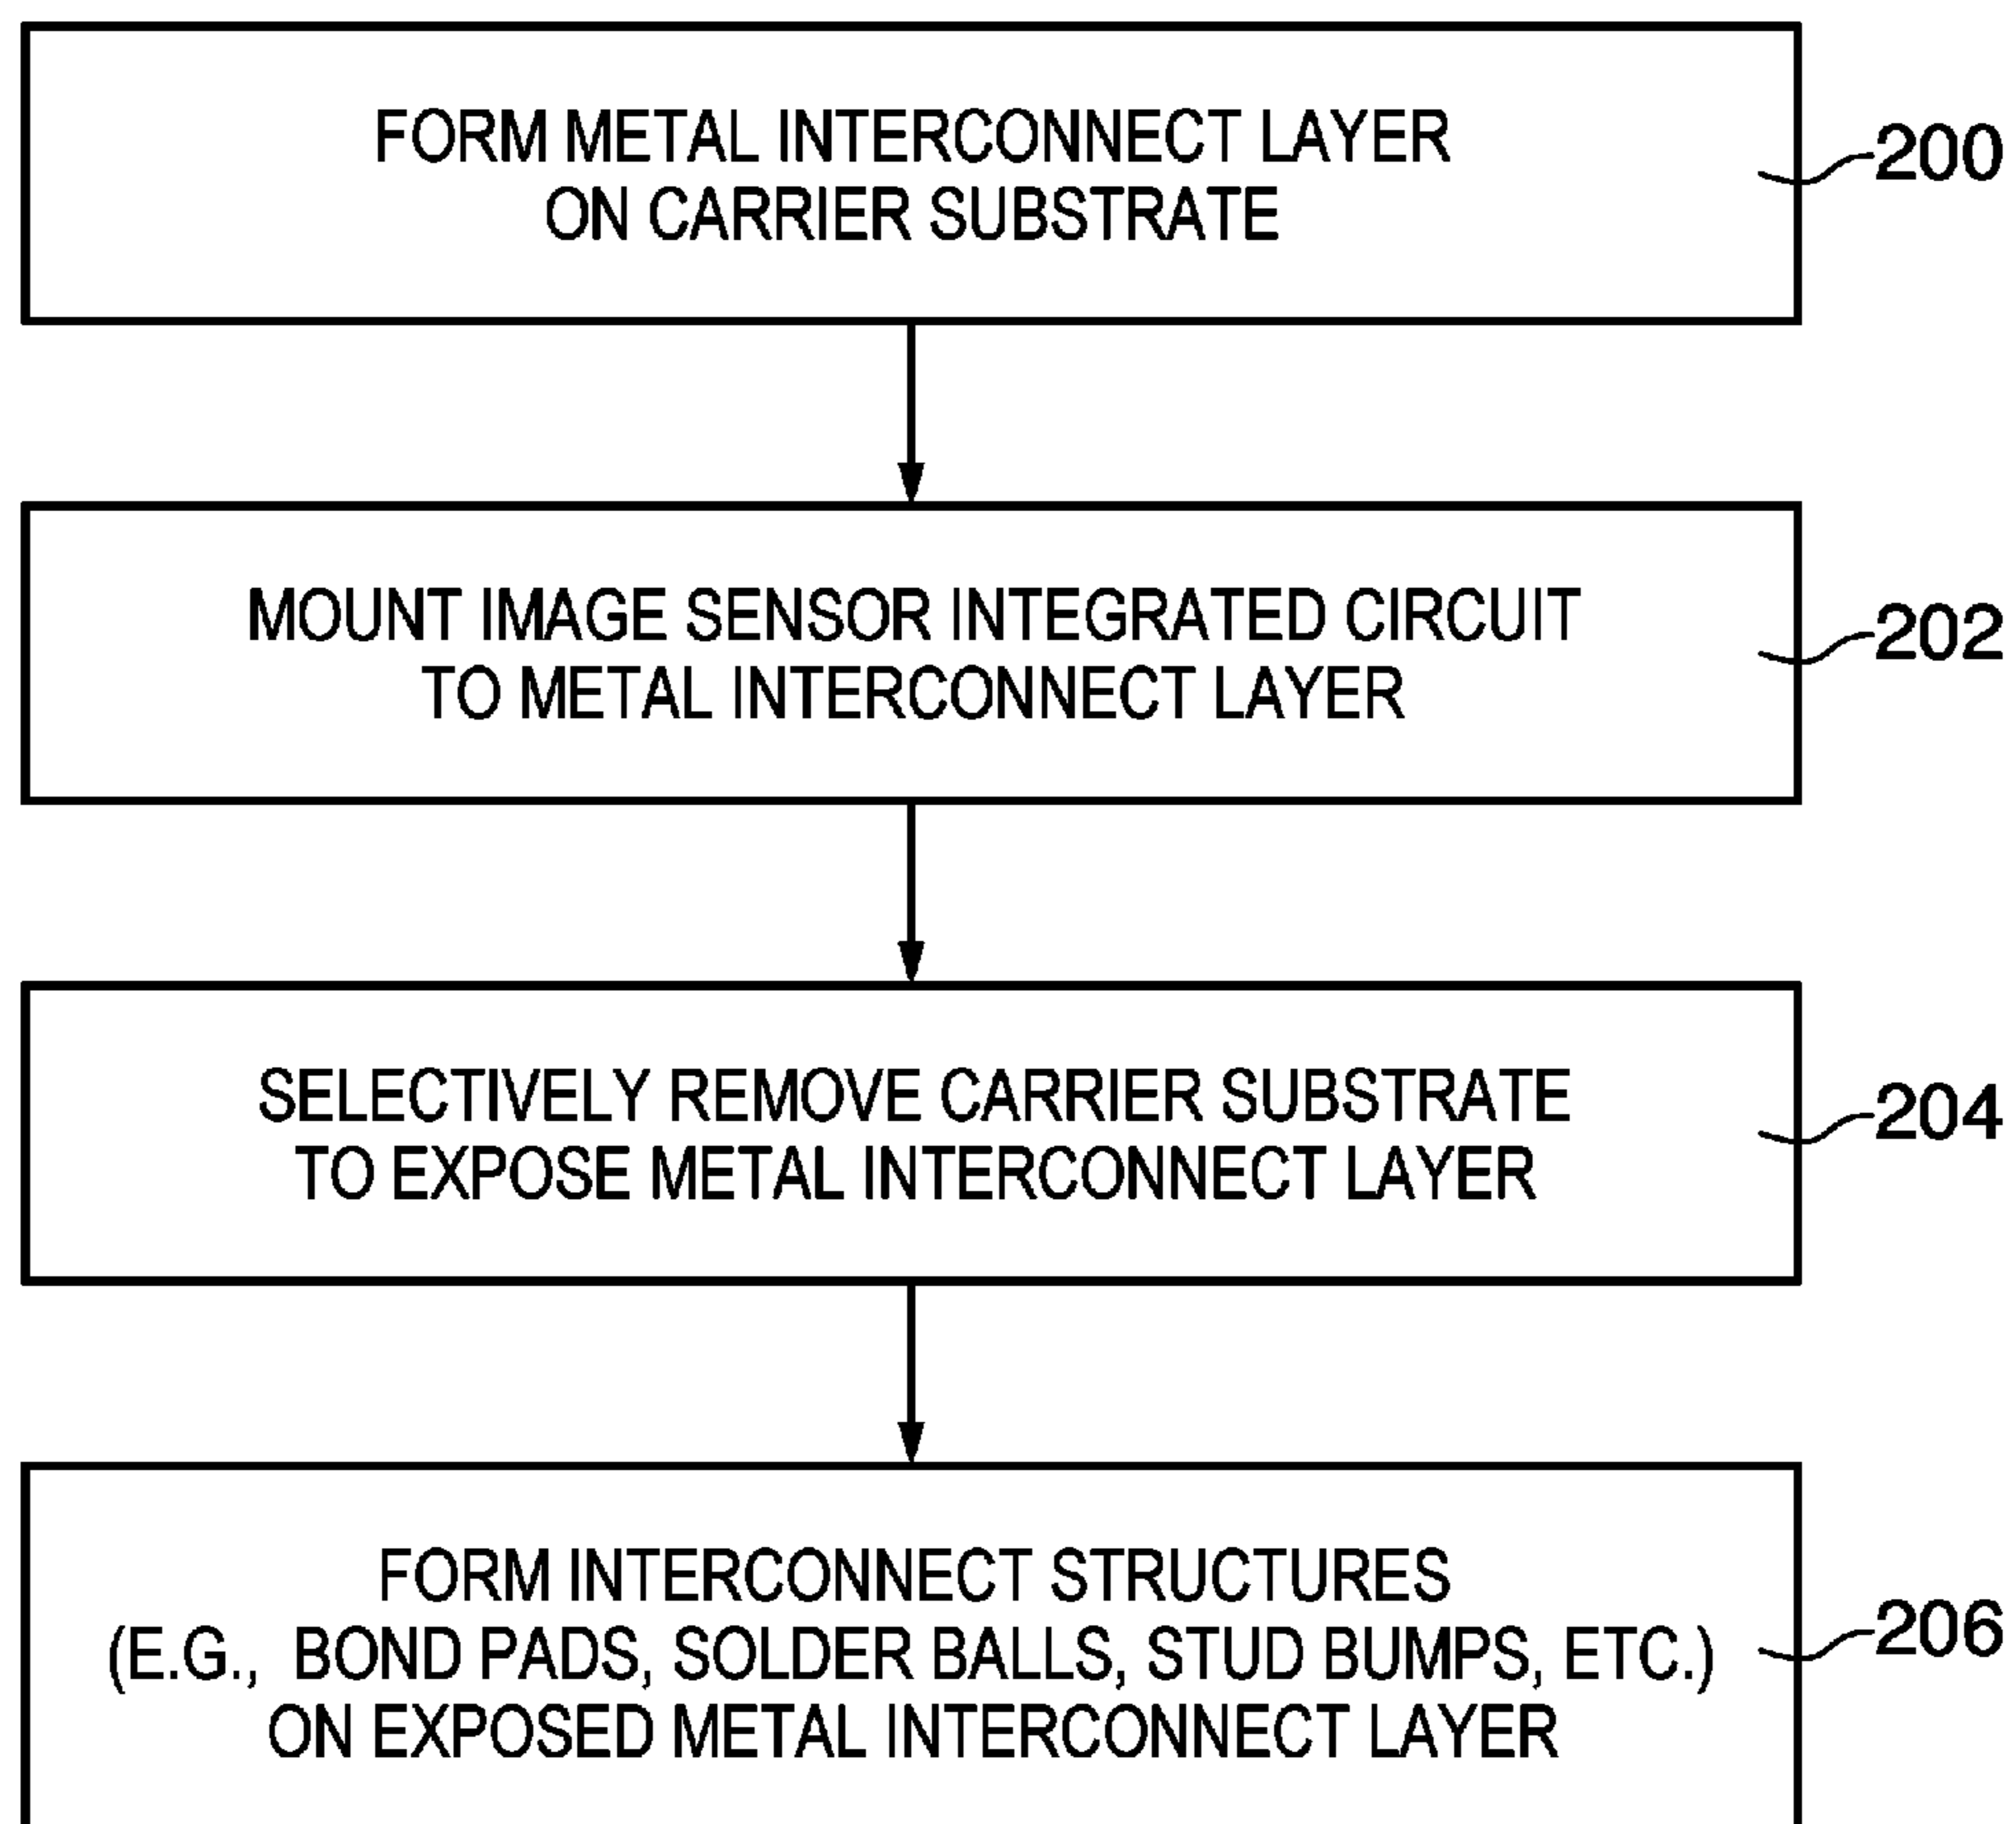 FORM METAL INTERCONNECT LAYER
ON CARRIER SUBSTRATE
200
MOUNT IMAGE SENSOR INTEGRATED CIRCUIT
TO METAL INTERCONNECT LAYER
202
SELECTIVELY REMOVE CARRIER SUBSTRATE
TO EXPOSE METAL INTERCONNECT LAYER
204
FORM INTERCONNECT STRUCTURES
(E.G., BOND PADS, SOLDER BALLS, STUD BUMPS, ETC.)
ON EXPOSED METAL INTERCONNECT LAYER
206